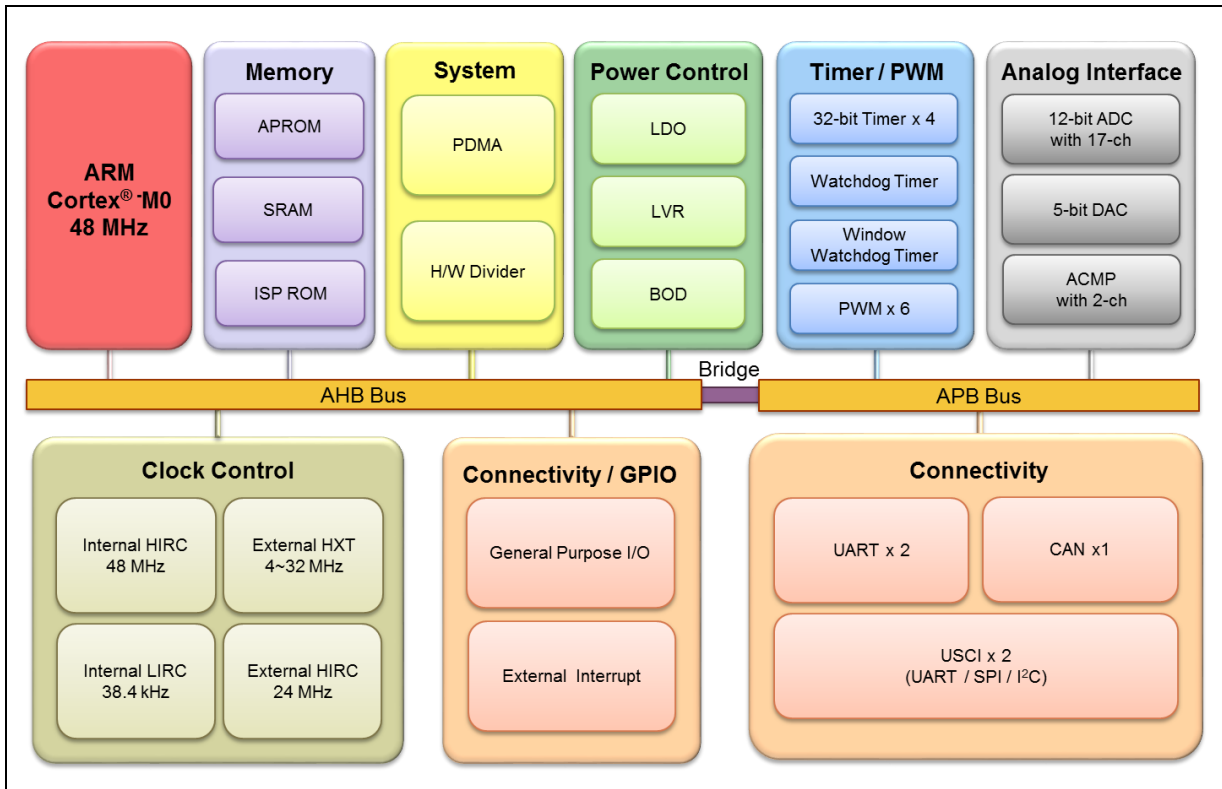 ARM
Cortex®-M0
48 MHz
Memory
APROM
SRAM
ISP ROM
System
PDMA
H/W Divider
Power Control
LDO
LVR
BOD
Timer / PWM
32-bit Timer x 4
Watchdog Timer
Window
Watchdog Timer
PWM x 6
Analog Interface
12-bit ADC
with 17-ch
5-bit DAC
ACMP
with 2-ch
AHB Bus
Bridge
APB Bus
Clock Control
Internal HIRC
48 MHz
External HXT
4~32 MHz
Internal LIRC
38.4 kHz
External HIRC
24 MHz
Connectivity / GPIO
General Purpose I/O
External Interrupt
Connectivity
UART x 2
CAN x1
USCI x 2
(UART / SPI / I²C)